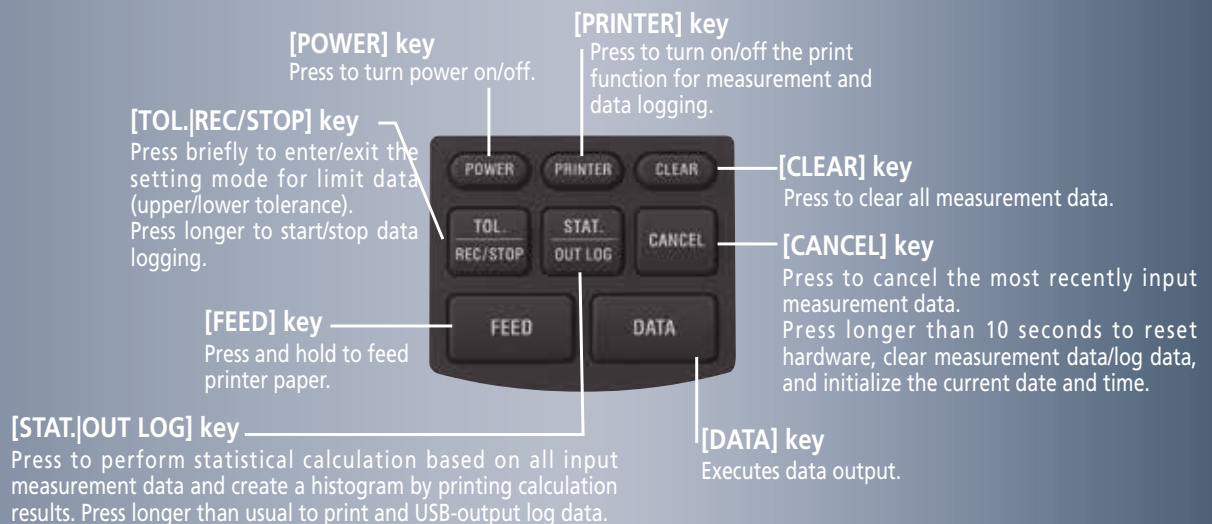 [PRINTER] key
Press to turn on/off the print
function for measurement and
data logging.
[POWER] key
Press to turn power on/off.
[TOL.|REC/STOP] key
Press briefly to enter/exit the
setting mode for limit data
(upper/lower tolerance).
Press longer to start/stop data
logging.
POWER
PRINTER
CLEAR
TOL.
REC/STOP
STAT.
OUT LOG
CANCEL
FEED
DATA
[CLEAR] key
Press to clear all measurement data.
[CANCEL] key
Press to cancel the most recently input
measurement data.
Press longer than 10 seconds to reset
hardware, clear measurement data/log data,
and initialize the current date and time.
[FEED] key
Press and hold to feed
printer paper.
[STAT.|OUT LOG] key
Press to perform statistical calculation based on all input
measurement data and create a histogram by printing calculation
results. Press longer than usual to print and USB-output log data.
[DATA] key
Executes data output.